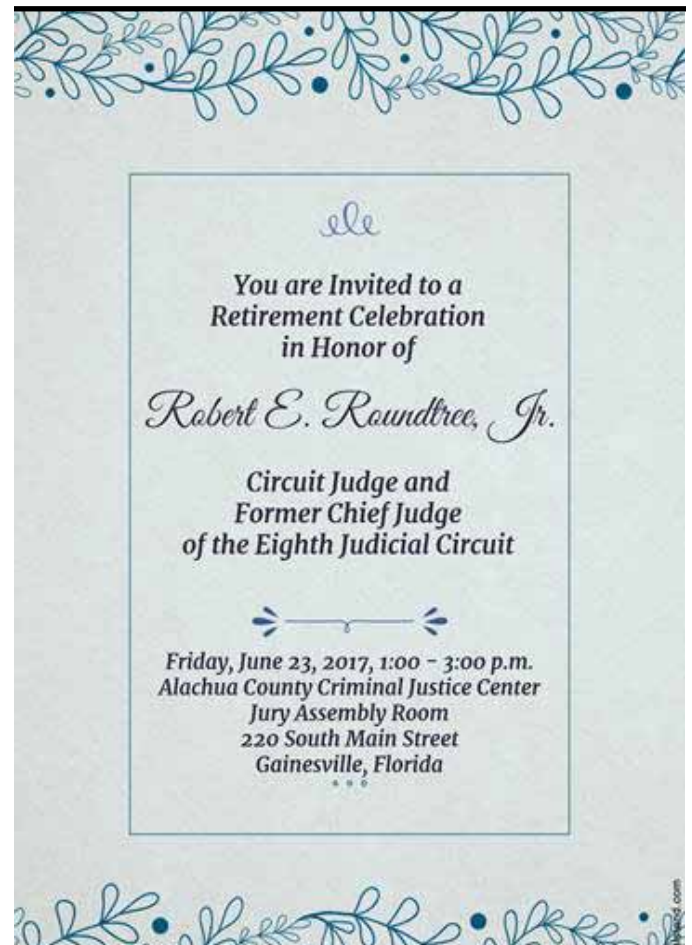 You are Invited to a
Retirement Celebration
in Honor of
Robert E. Roundtree, Jr.
Circuit Judge and
Former Chief Judge
of the Eighth Judicial Circuit
Friday, June 23, 2017, 1:00 - 3:00 p.m.
Alachua County Criminal Justice Center
Jury Assembly Room
220 South Main Street
Gainesville, Florida